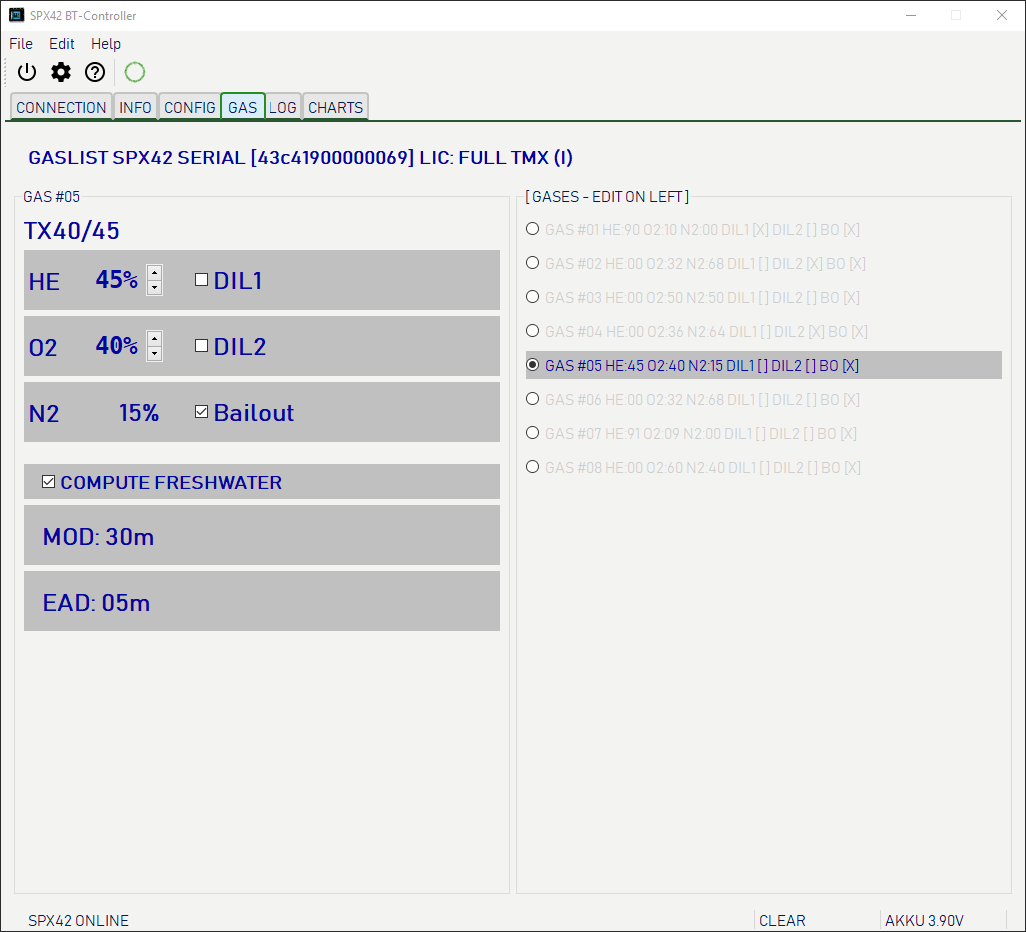 SPX42 BT-Controller
File Edit Help
CONNECTION INFO CONFIG GAS LOG CHARTS
GASLIST SPX42 SERIAL [43c41900000069] LIC: FULL TMX (I)
GAS #05
TX40/45
HE 45% DIL1
O2 40% DIL2
N2 15% Bailout
COMPUTE FRESHWATER
MOD: 30m
EAD: 05m
[ GASES - EDIT ON LEFT ]
GAS #01 HE:90 O2:10 N2:00 DIL1 [X] DIL2 [ ] BO [X]
GAS #02 HE:00 O2:32 N2:68 DIL1 [ ] DIL2 [X] BO [X]
GAS #03 HE:00 O2:50 N2:50 DIL1 [ ] DIL2 [ ] BO [X]
GAS #04 HE:00 O2:36 N2:64 DIL1 [ ] DIL2 [X] BO [X]
GAS #05 HE:45 O2:40 N2:15 DIL1 [ ] DIL2 [ ] BO [X]
GAS #06 HE:00 O2:32 N2:68 DIL1 [ ] DIL2 [ ] BO [X]
GAS #07 HE:91 O2:09 N2:00 DIL1 [ ] DIL2 [ ] BO [X]
GAS #08 HE:00 O2:60 N2:40 DIL1 [ ] DIL2 [ ] BO [X]
SPX42 ONLINE CLEAR AKKU 3.90V